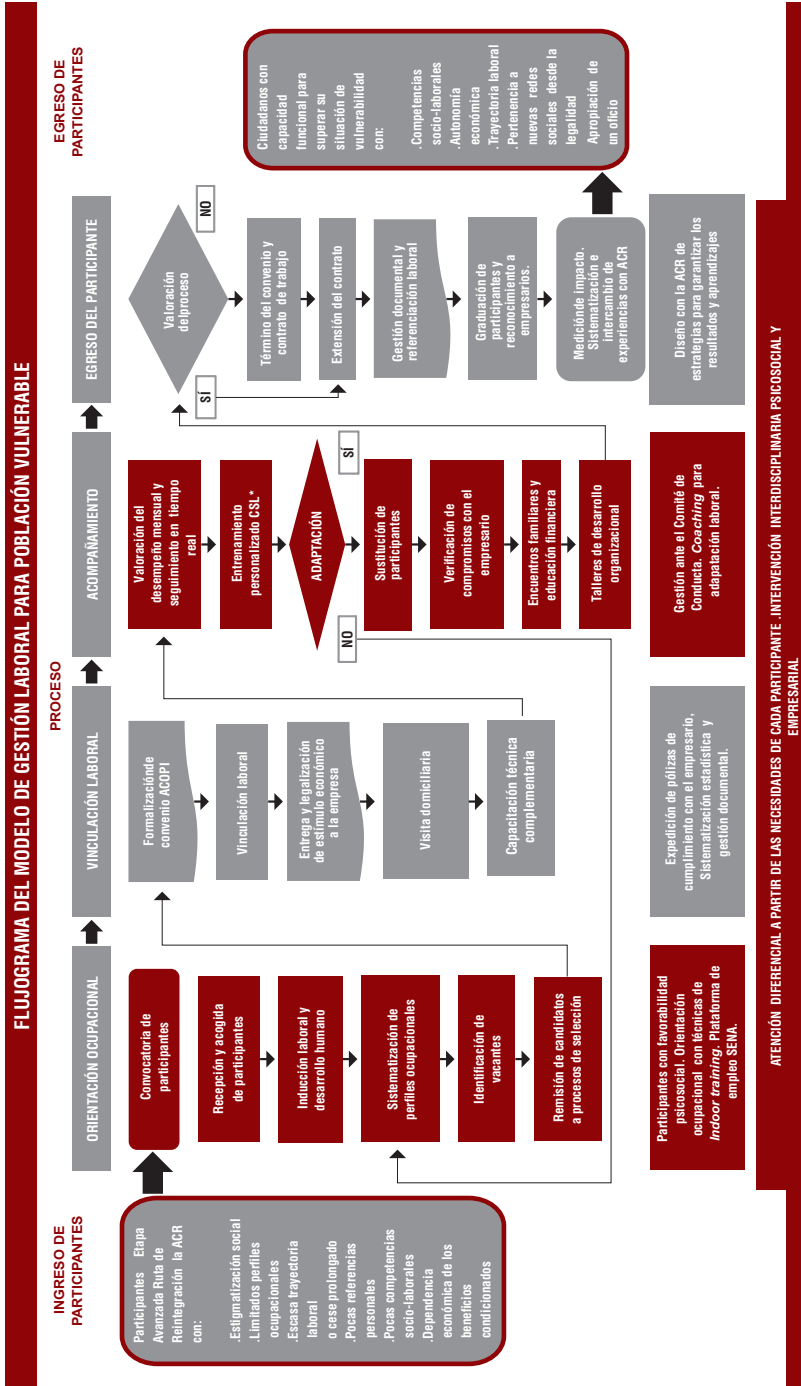 FLUJOGRAMA DEL MODELO DE GESTIÓN LABORAL PARA POBLACIÓN VULNERABLE
INGRESO DE
PARTICIPANTES
PROCESO
EGRESO DE
PARTICIPANTES
Participantes Etapa
Avanzada Ruta de
Reintegración la ACR
con:
.Estigmatización social
.Limitados perfiles
ocupacionales
.Escasa trayectoria
laboral
o cese prolongado
.Pocas referencias
personales
.Pocas competencias
socio-laborales
.Dependencia
económica de los
beneficios
condicionados
ORIENTACIÓN OCUPACIONAL
Convocatoria de
participantes
Recepción y acogida
de participantes
Inducción laboral y
desarrollo humano
Sistematización de
perfiles ocupacionales
Identificación de
vacantes
Remisión de candidatos
a procesos de selección
Participantes con favorabilidad
psicosocial. Orientación
ocupacional con técnicas de
Indoor training. Plataforma de
empleo SENA.
VINCULACIÓN LABORAL
Formalizaciónde
convenio ACOPI
Vinculación laboral
Entrega y legalización
de estímulo económico
a la empresa
Visita domiciliaria
Capacitación técnica
complementaria
Expedición de pólizas de
cumplimiento con el empresario,
Sistematización estadística y
gestión documental.
ACOMPAÑAMIENTO
Valoración del
desempeño mensual y
seguimiento en tiempo
real
Entrenamiento
personalizado CSL*
ADAPTACIÓN
NO
SÍ
Sustitución de
participantes
Verificación de
compromisos con el
empresario
Encuentros familiares y
educación financiera
Talleres de desarrollo
organizacional
Gestión ante el Comité de
Conducta. Coaching para
adapatación laboral.
EGRESO DEL PARTICIPANTE
Valoración
delproceso
SÍ
NO
Término del convenio y
contrato de trabajo
Extensión del contrato
Gestión documental y
referenciación laboral
Graduación de
participantes y
reconocimiento a
empresarios.
Mediciónde impacto.
Sistematización e
intercambio de
experiencias con ACR
Diseño con la ACR de
estrategias para garantizar los
resultados y aprendizajes
Ciudadanos con
capacidad
funcional para
superar su
situación de
vulnerabilidad
con:
.Competencias
socio-laborales
.Autonomía
económica
.Trayectoria laboral
.Pertenencia a
nuevas redes
sociales desde la
legalidad
Apropiación de
un oficio
ATENCIÓN DIFERENCIAL A PARTIR DE LAS NECESIDADES DE CADA PARTICIPANTE .INTERVENCIÓN INTERDISCIPLINARIA PSICOSOCIAL Y
EMPRESARIAL